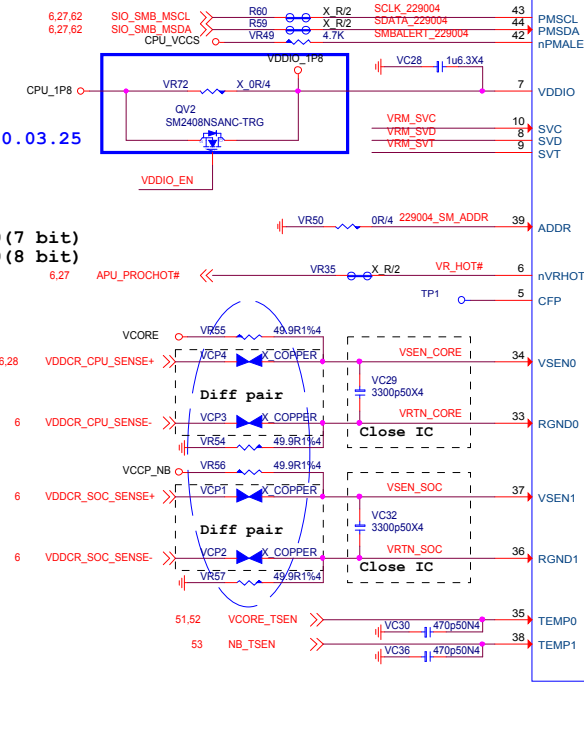 6,27,62 SIO_SMB_MSCL R60 X_R/2 SCLK_229004 43 PMSCL
6,27,62 SIO_SMB_MSDA R59 X_R/2 SDATA_229004 44 PMSDA
CPU_VCCS VR49 4.7K SMBALERT_229004 42 nPMALE
VDDIO_1P8 VC28 1u6.3X4
CPU_1P8 VR72 X_0R/4 7 VDDIO
QV2
SM2408NSANC-TRG
0.03.25
VRM_SVC 10 SVC
VRM_SVD 8 SVD
VRM_SVT 9 SVT
VDDIO_EN
VR50 0R/4 229004_SM_ADDR 39 ADDR
(7 bit)
(8 bit)
6,27 APU_PROCHOT# VR35 X_R/2 VR_HOT# 6 nVRHOT
TP1 5 CFP
VCORE VR55 49.9R1%4
6,28 VDDCR_CPU_SENSE+ VCP4 X_COPPER VSEN_CORE 34 VSEN0
Diff pair VC29
3300p50X4
6 VDDCR_CPU_SENSE- VCP3 X_COPPER VRTN_CORE 33 RGND0
Close IC
VR54 49.9R1%4
VCCP_NB VR56 49.9R1%4
6 VDDCR_SOC_SENSE+ VCP1 X_COPPER VSEN_SOC 37 VSEN1
Diff pair VC32
3300p50X4
6 VDDCR_SOC_SENSE- VCP2 X_COPPER VRTN_SOC 36 RGND1
Close IC
VR57 49.9R1%4
51,52 VCORE_TSEN 35 TEMP0
VC30 470p50N4
53 NB_TSEN 38 TEMP1
VC36 470p50N4